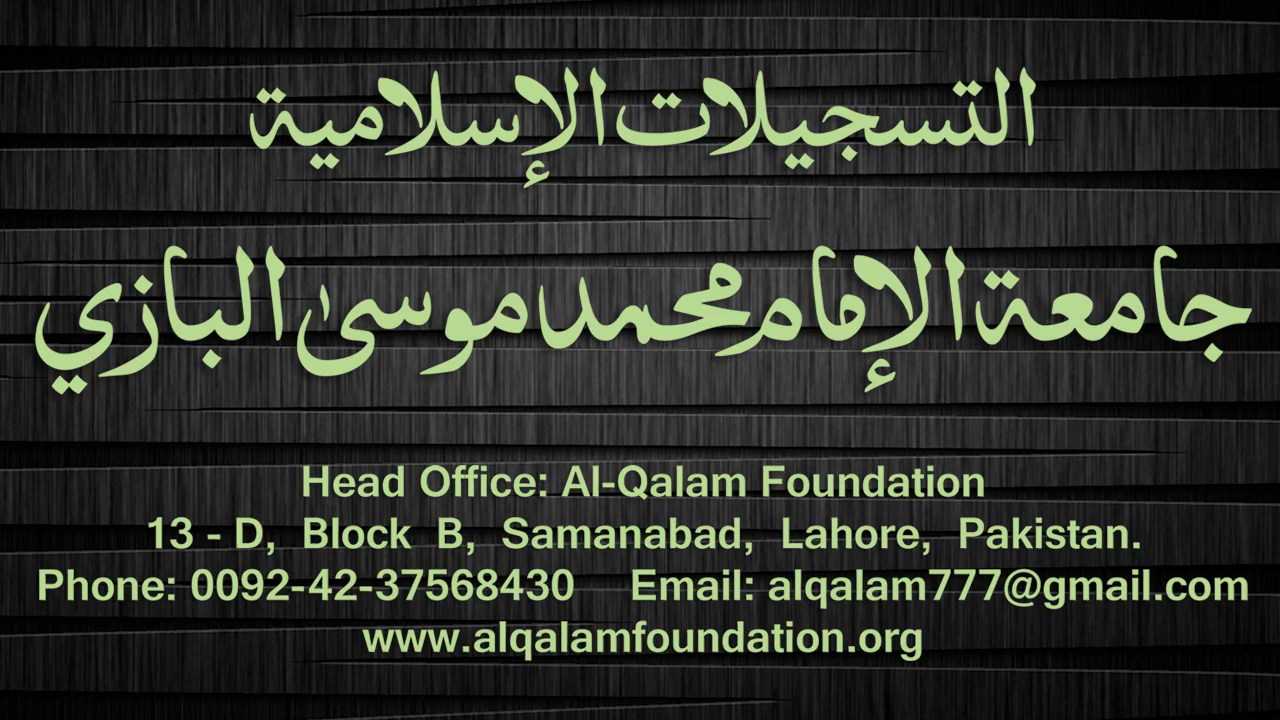 التسجيلات الإسلامية
جامعة الإمام محمد موسىٰ البازي
Head Office: Al-Qalam Foundation
13 - D, Block B, Samanabad, Lahore, Pakistan.
Phone: 0092-42-37568430 Email: alqalam777@gmail.com
www.alqalamfoundation.org